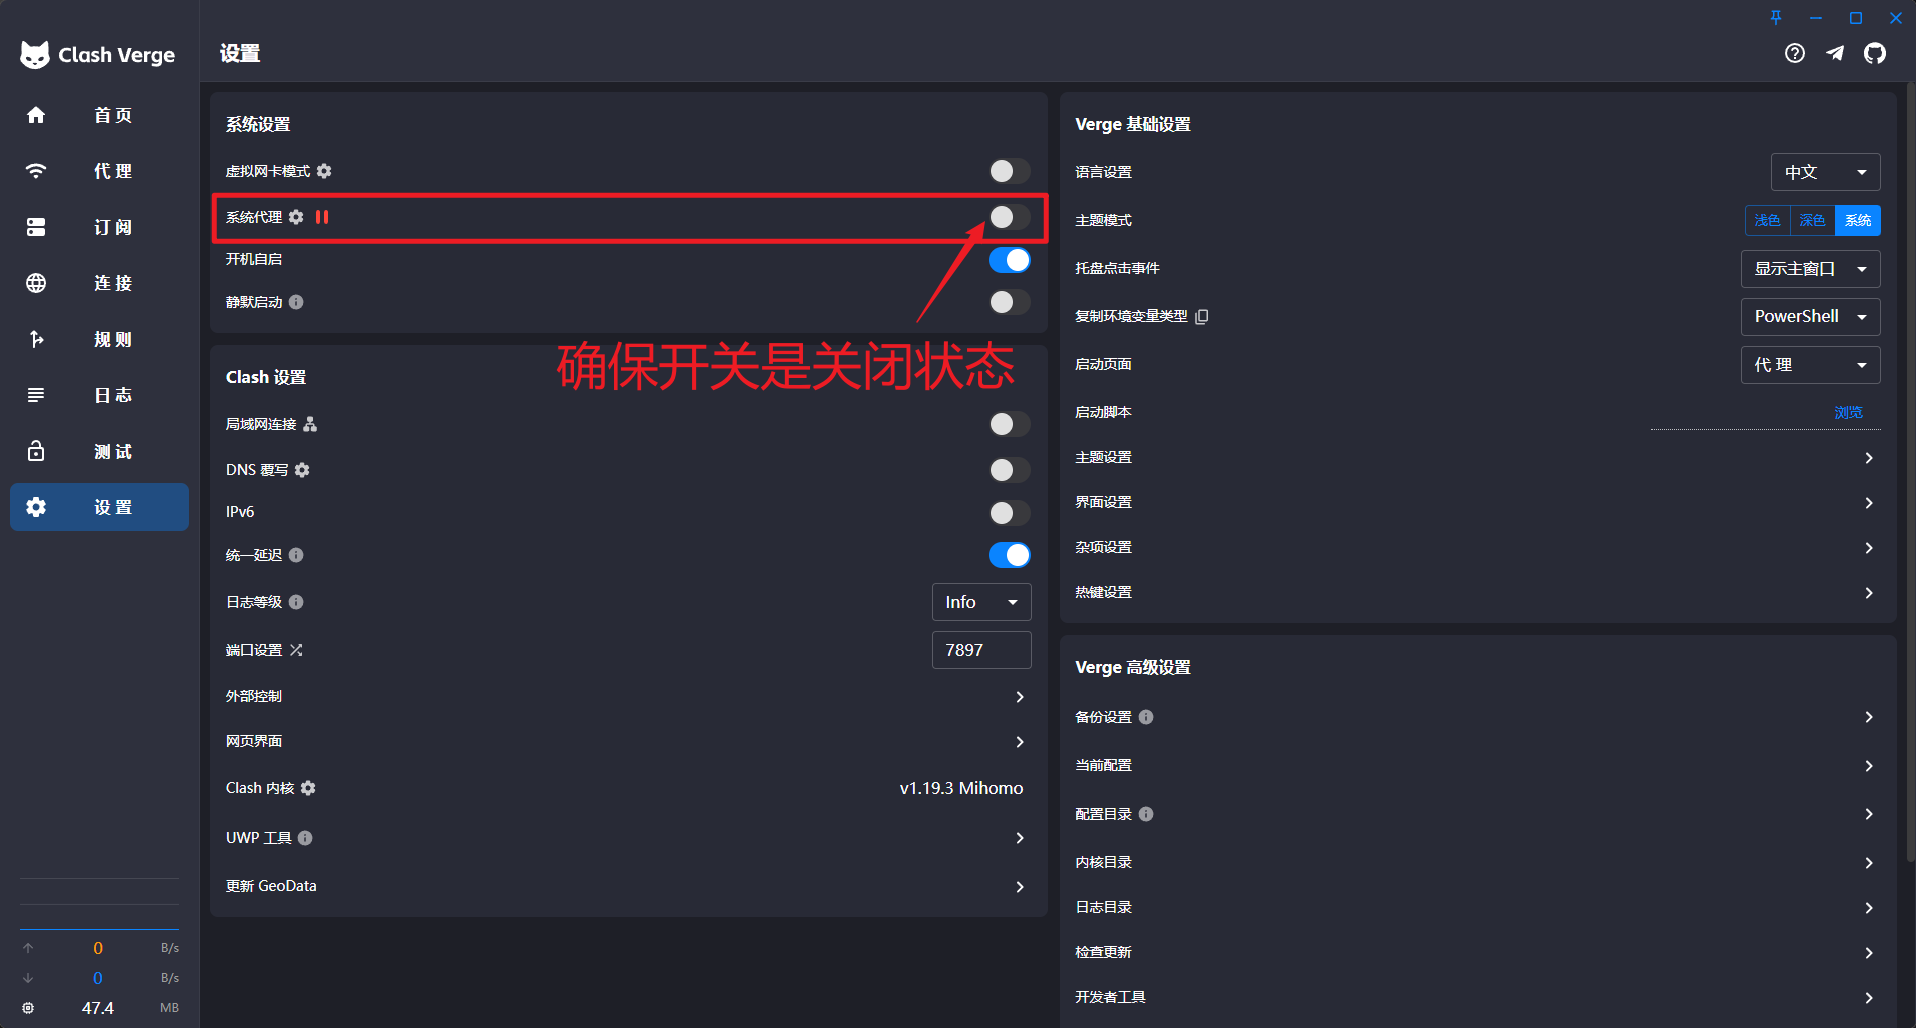 Clash Verge
首 页
代 理
订 阅
连 接
规 则
日 志
测 试
设 置
0 B/s
0 B/s
47.4 MB
设置
系统设置
虚拟网卡模式
系统代理
开机自启
静默启动
确保开关是关闭状态
Clash 设置
局域网连接
DNS 覆写
IPv6
统一延迟
日志等级 Info
端口设置 7897
外部控制
网页界面
Clash 内核 v1.19.3 Mihomo
UWP 工具
更新 GeoData
Verge 基础设置
语言设置 中文
主题模式 浅色 深色 系统
托盘点击事件 显示主窗口
复制环境变量类型 PowerShell
启动页面 代 理
启动脚本 浏览
主题设置
界面设置
杂项设置
热键设置
Verge 高级设置
备份设置
当前配置
配置目录
内核目录
日志目录
检查更新
开发者工具